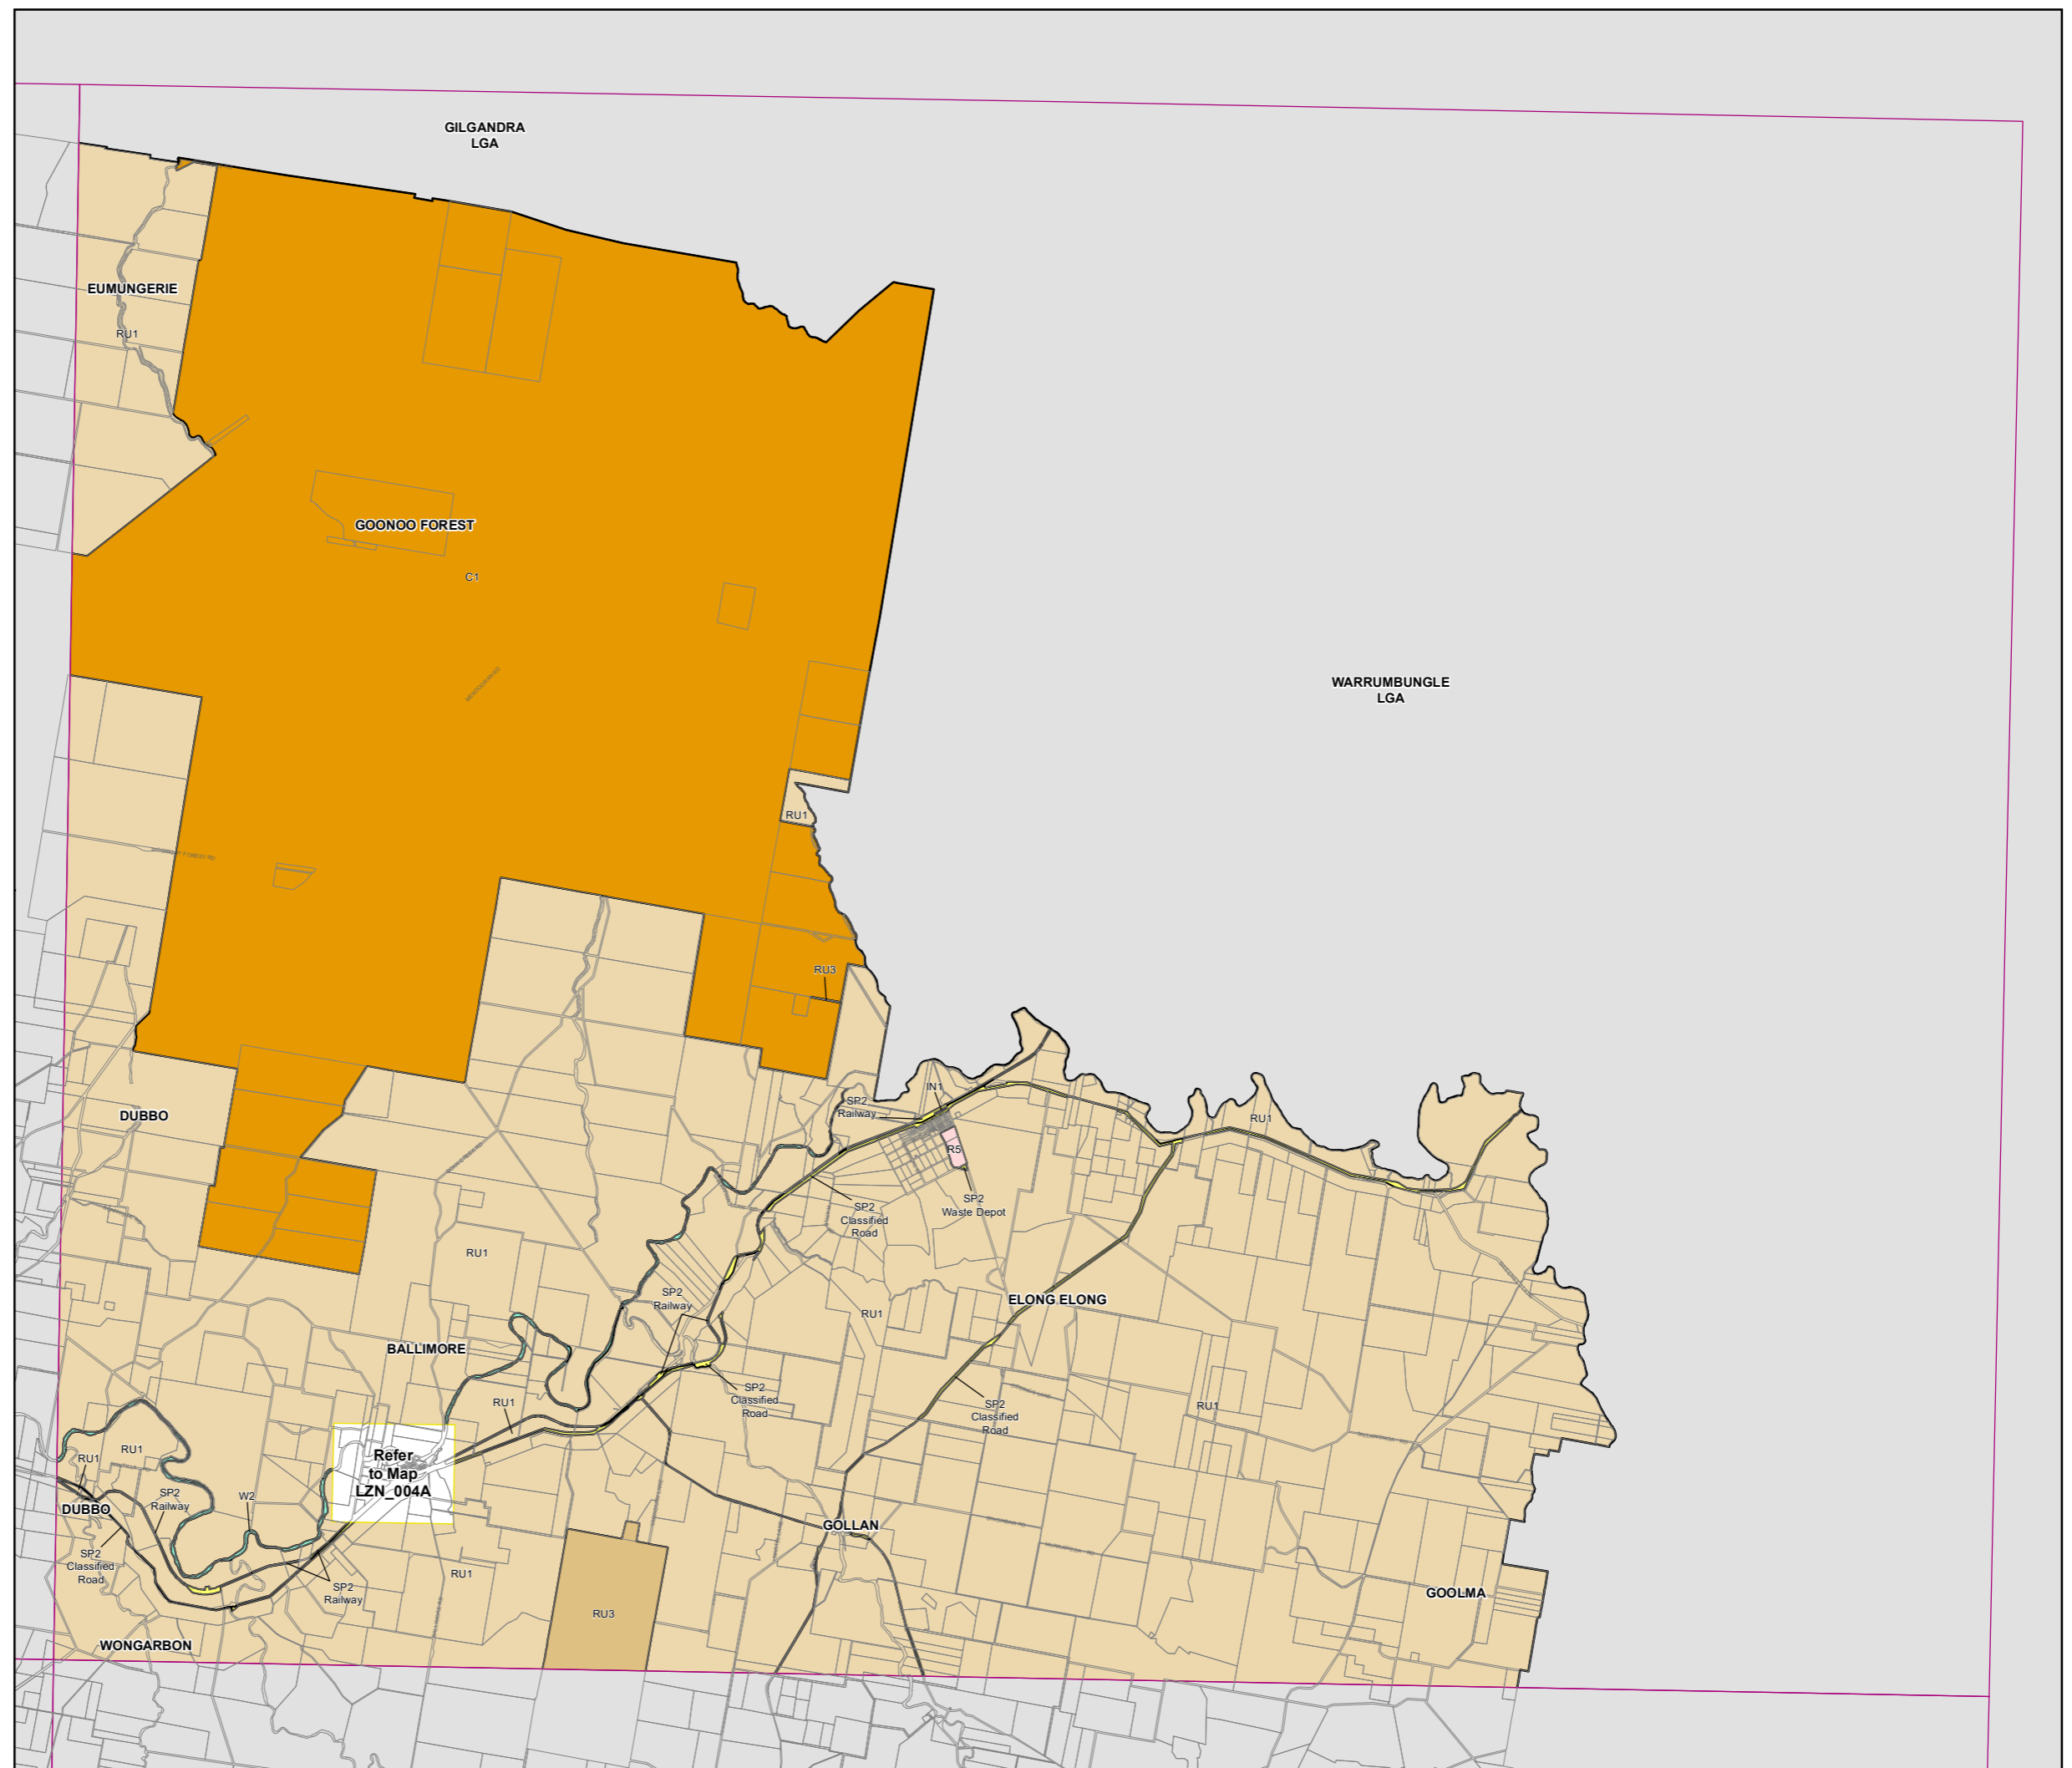 GILGANDRA
LGA
EUMUNGERIE
RU1
GOONOO FOREST
C1
WARRUMBUNGLE
LGA
RU1
RU3
IN1
SP2
Railway
DUBBO
RU1
R5
SP2
Waste Depot
SP2
Classified
Road
RU1
SP2
Railway
ELONG ELONG
RU1
BALLIMORE
SP2
Classified
Road
RU1
SP2
Classified
Road
RU1
RU1
RU1
Refer
to Map
LZN_004A
SP2
Railway
W2
DUBBO
GOLLAN
SP2
Classified
Road
SP2
Railway
RU1
GOOLMA
RU3
WONGARBON